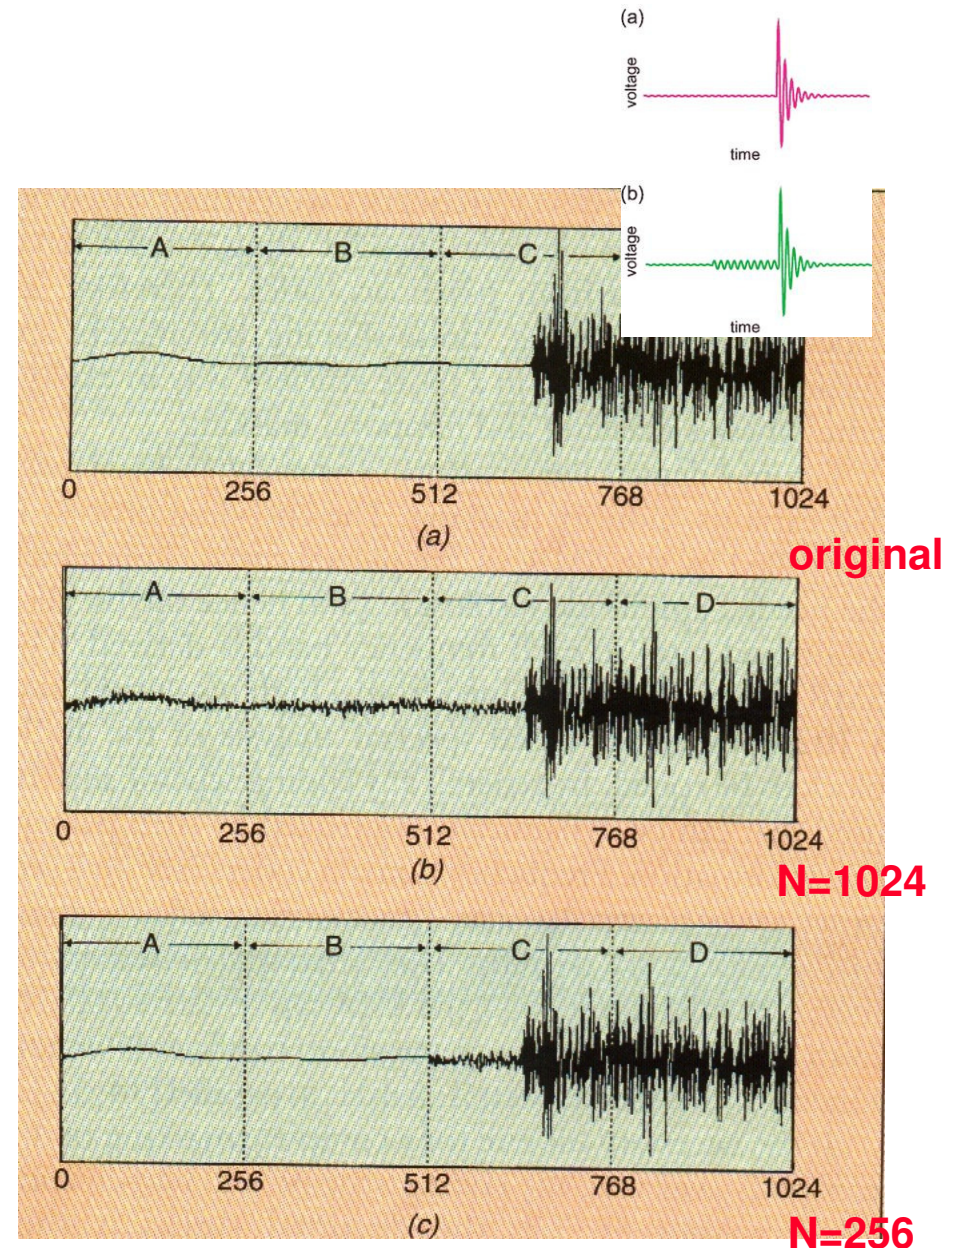 (a)
voltage
time
(b)
voltage
time
A B C
0 256 512 768 1024
(a)
original
A B C D
0 256 512 768 1024
(b)
N=1024
A B C D
0 256 512 768 1024
(c)
N=256